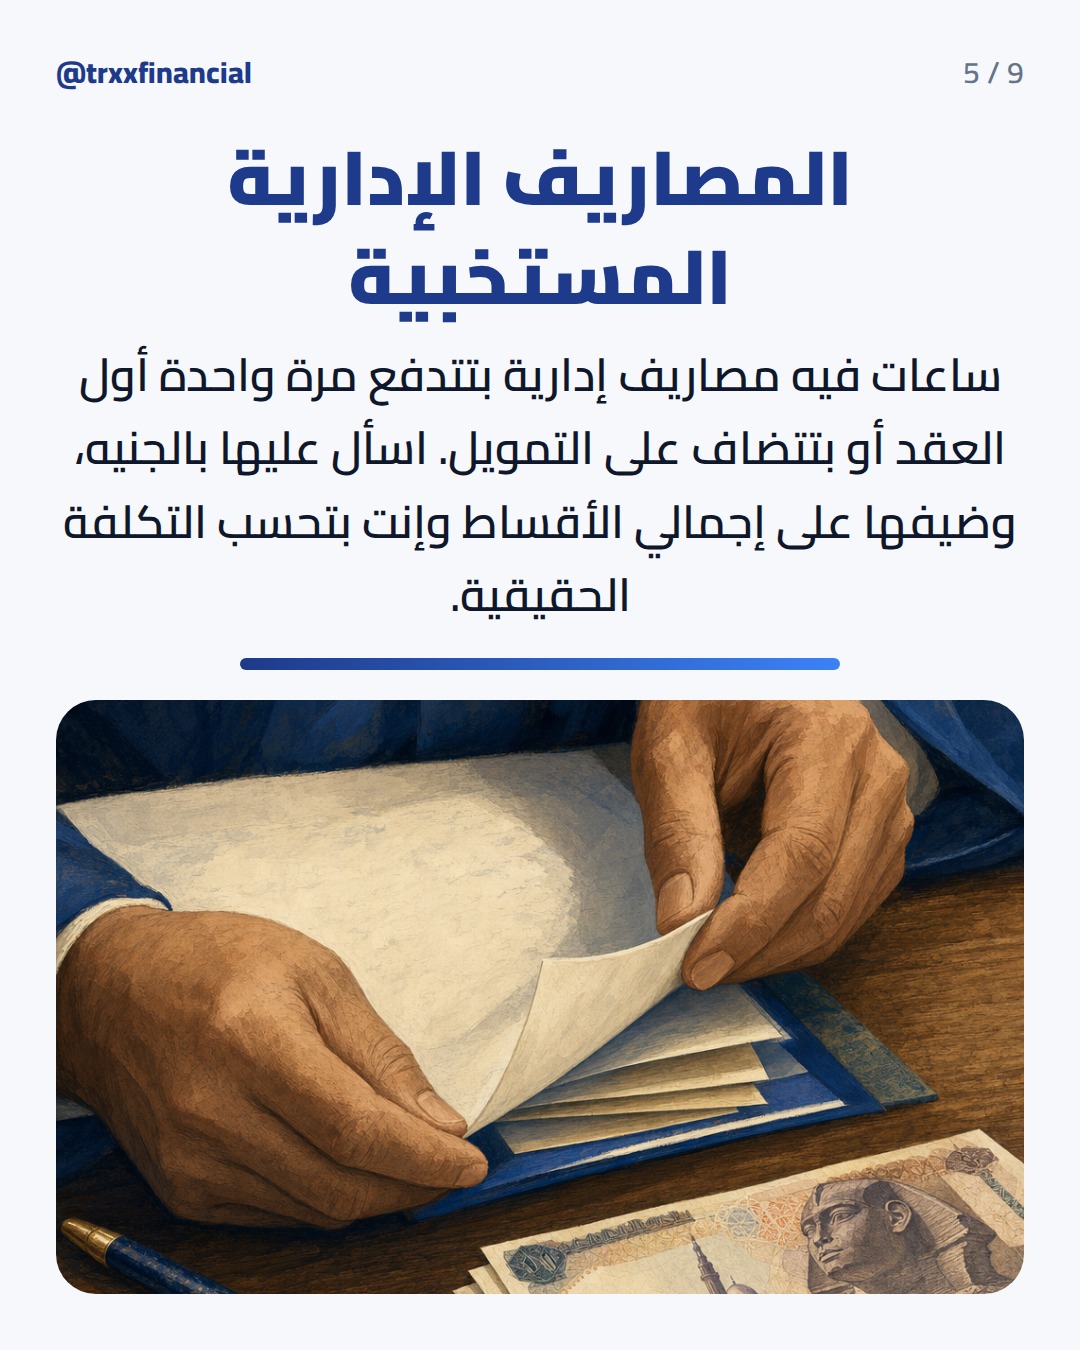 @trxxfinancial
5 / 9
المصاريف الإدارية
المستخبية
ساعات فيه مصاريف إدارية بتتدفع مرة واحدة أول
العقد أو بتتضاف على التمويل. اسأل عليها بالجنيه،
وضيفها على إجمالي الأقساط وإنت بتحسب التكلفة
الحقيقية.